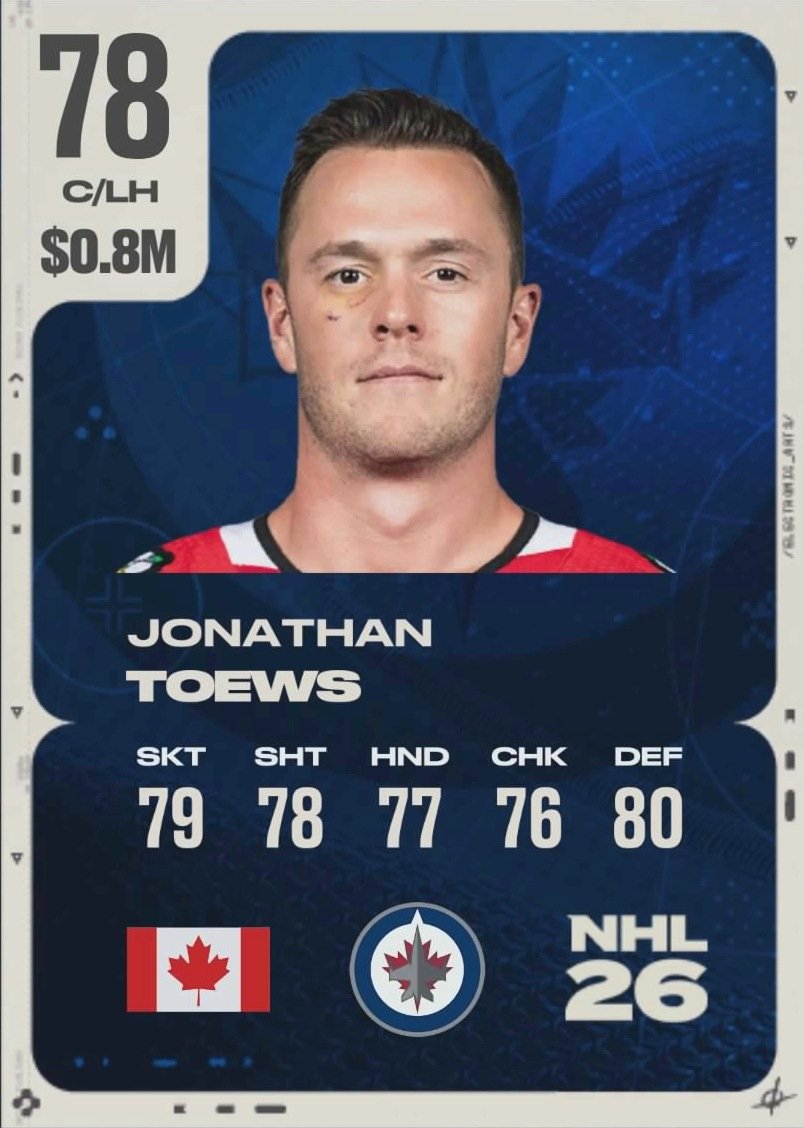 78
C/LH
$0.8M
JONATHAN
TOEWS
SKT SHT HND CHK DEF
79 78 77 76 80
NHL
26